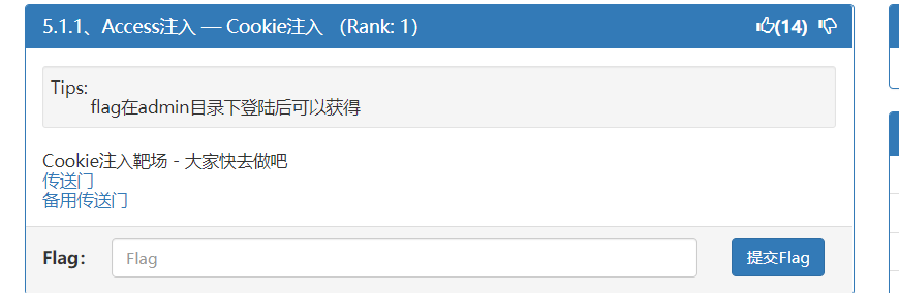 5.1.1、Access注入 — Cookie注入 （Rank: 1）
(14)
Tips:
flag在admin目录下登陆后可以获得
Cookie注入靶场 - 大家快去做吧
传送门
备用传送门
Flag：
Flag
提交Flag